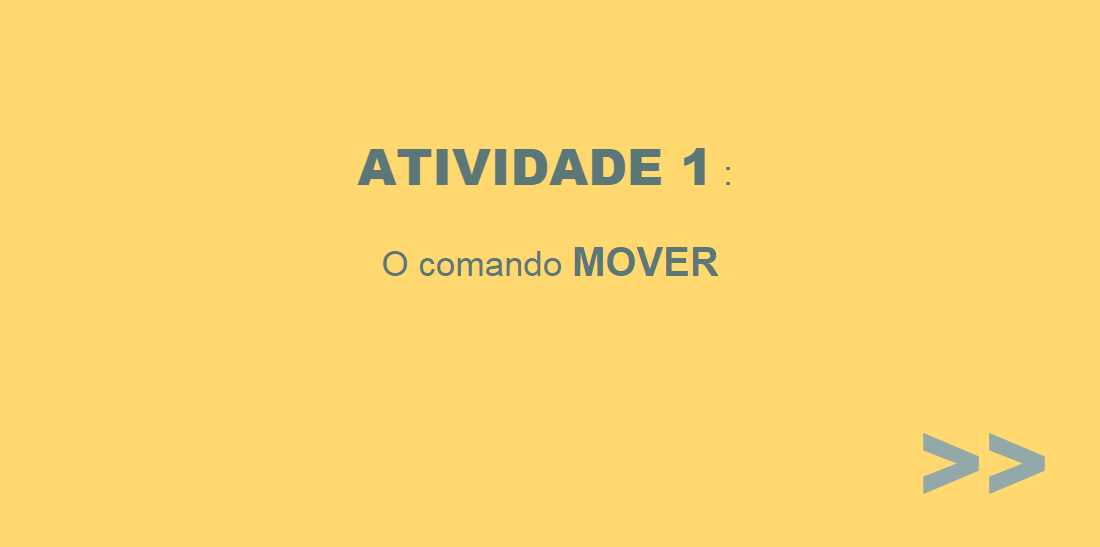 ATIVIDADE 1 :
O comando MOVER
>>